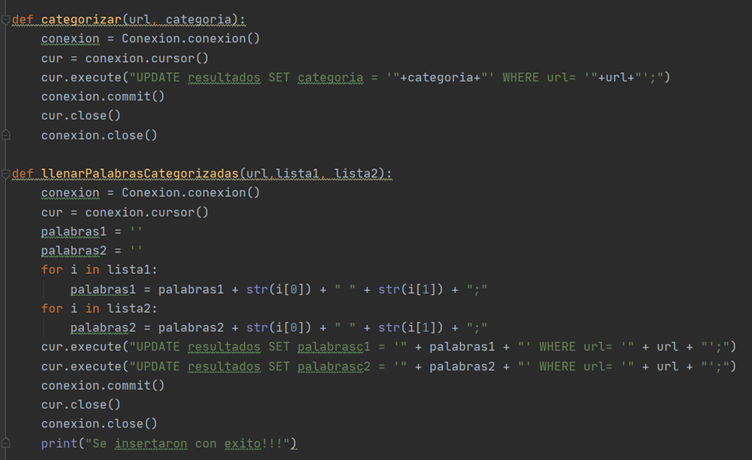 def categorizar(url, categoria):
    conexion = Conexion.conexion()
    cur = conexion.cursor()
    cur.execute("UPDATE resultados SET categoria = '"+categoria+"' WHERE url= '"+url+"';")
    conexion.commit()
    cur.close()
    conexion.close()

def llenarPalabrasCategorizadas(url,lista1, lista2):
    conexion = Conexion.conexion()
    cur = conexion.cursor()
    palabras1 = ''
    palabras2 = ''
    for i in lista1:
        palabras1 = palabras1 + str(i[0]) + " " + str(i[1]) + ";"
    for i in lista2:
        palabras2 = palabras2 + str(i[0]) + " " + str(i[1]) + ";"
    cur.execute("UPDATE resultados SET palabrasc1 = '" + palabras1 + "' WHERE url= '" + url + "';")
    cur.execute("UPDATE resultados SET palabrasc2 = '" + palabras2 + "' WHERE url= '" + url + "';")
    conexion.commit()
    cur.close()
    conexion.close()
    print("Se insertaron con exito!!!")